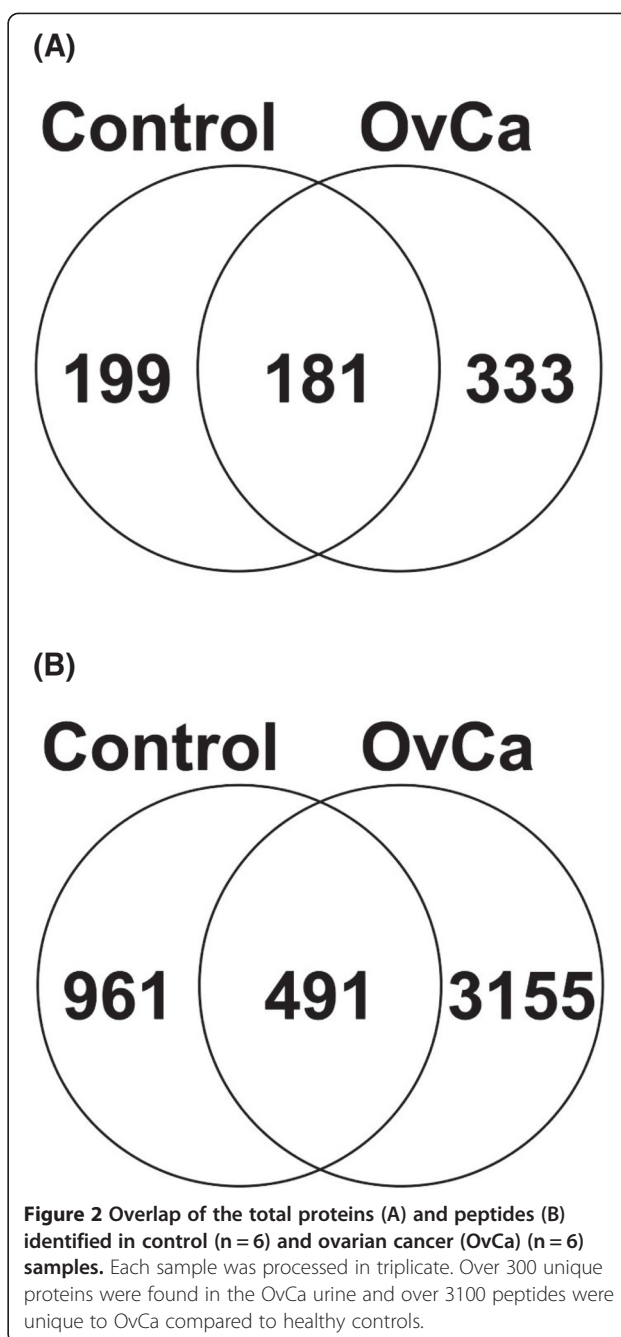 (A)
Control OvCa
199 181 333
(B)
Control OvCa
961 491 3155
Figure 2 Overlap of the total proteins (A) and peptides (B)
identified in control (n = 6) and ovarian cancer (OvCa) (n = 6)
samples. Each sample was processed in triplicate. Over 300 unique
proteins were found in the OvCa urine and over 3100 peptides were
unique to OvCa compared to healthy controls.